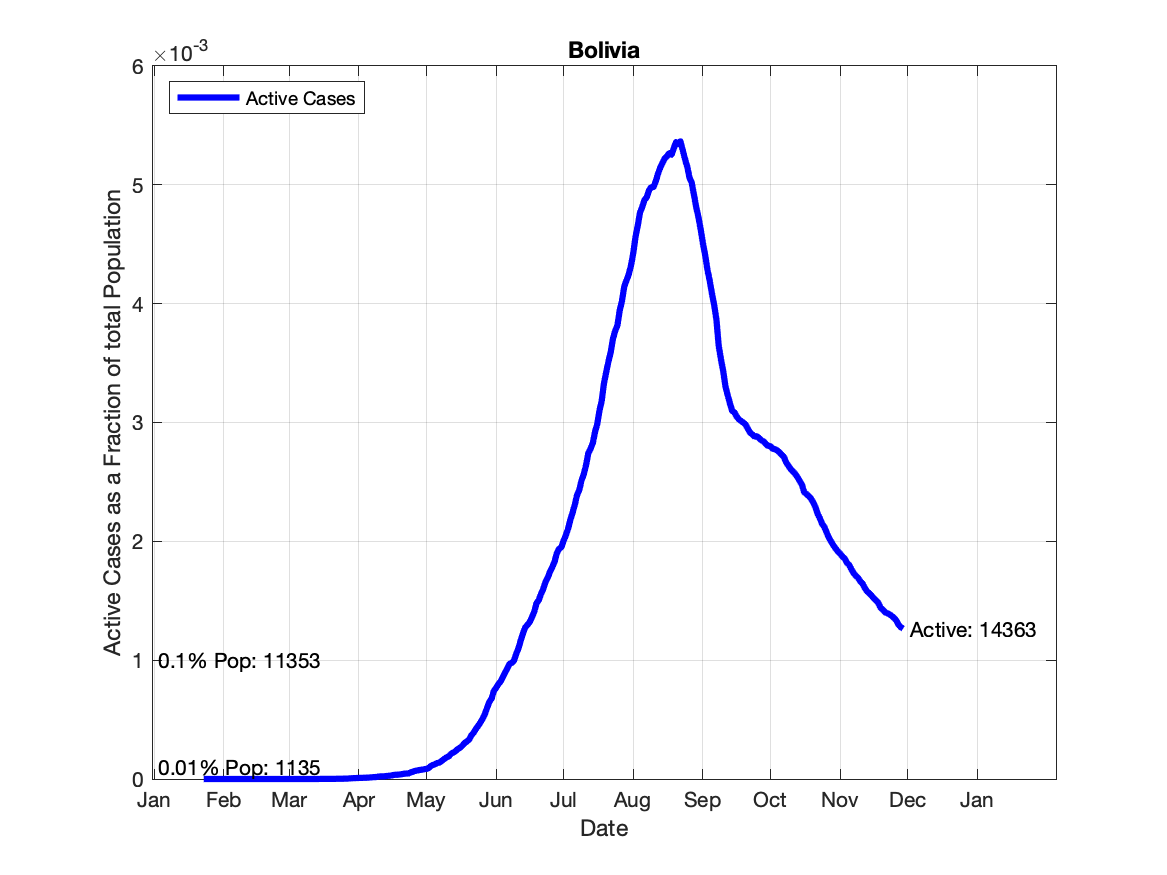 Bolivia
×10-3
6
Active Cases
5
4
3
2
1
0
Active Cases as a Fraction of total Population
0.1% Pop: 11353
0.01% Pop: 1135
Active: 14363
Jan Feb Mar Apr May Jun Jul Aug Sep Oct Nov Dec Jan
Date